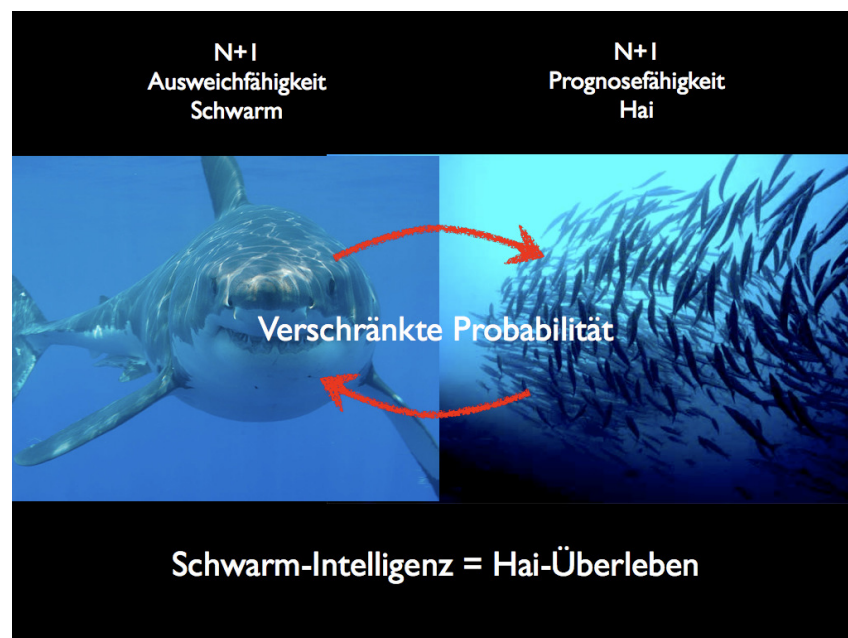 N+1
Ausweichfähigkeit
Schwarm
N+1
Prognosefähigkeit
Hai
Verschränkte Probabilität
Schwarm-Intelligenz = Hai-Überleben